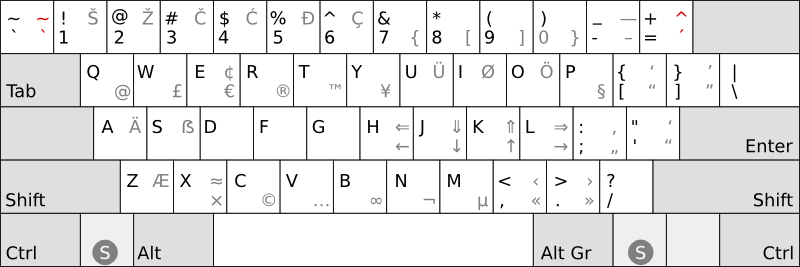 ~ ~ ! Š @ Ž # Č $ Ć % Đ ^ Ç & * ( ) _ — + ^
` ` 1 2 3 4 5 6 7 { 8 [ 9 ] 0 } - – = ´
Q W E ¢ R T Y U Ü I Ø O Ö P { ‘ } ’ |
Tab @ £ € ® ™ ¥ § [ “ ] ” \
A Ä S ß D F G H ⇐ J ⇓ K ⇑ L ⇒ : ‚ " ‘
← ↓ ↑ → ; „ ' “ Enter
Z Æ X ≈ C V B N M < ‹ > › ?
Shift × © … ∞ ¬ µ , « . » / Shift
Ctrl S Alt Alt Gr S Ctrl